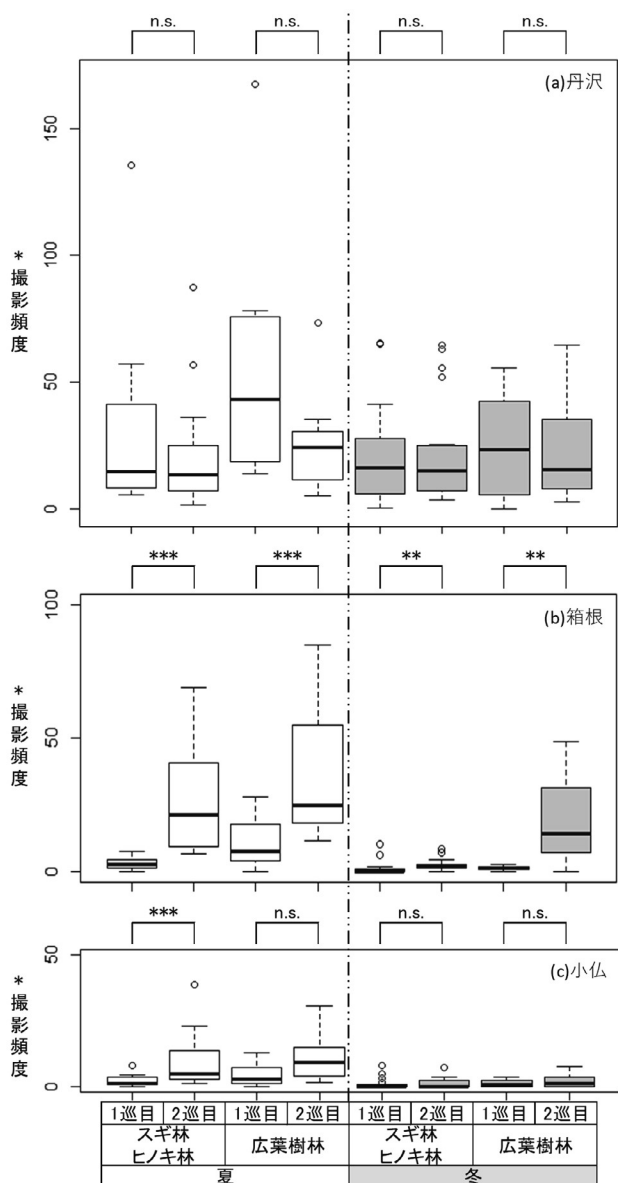 n.s. n.s. n.s. n.s.
(a)丹沢
150
100
50
0
*撮影頻度
*** *** ** **
(b)箱根
100
50
0
*撮影頻度
*** n.s. n.s. n.s.
(c)小仏
50
0
*撮影頻度
1巡目 2巡目 1巡目 2巡目 1巡目 2巡目 1巡目 2巡目
スギ林 広葉樹林 スギ林 広葉樹林
ヒノキ林 ヒノキ林
夏 冬